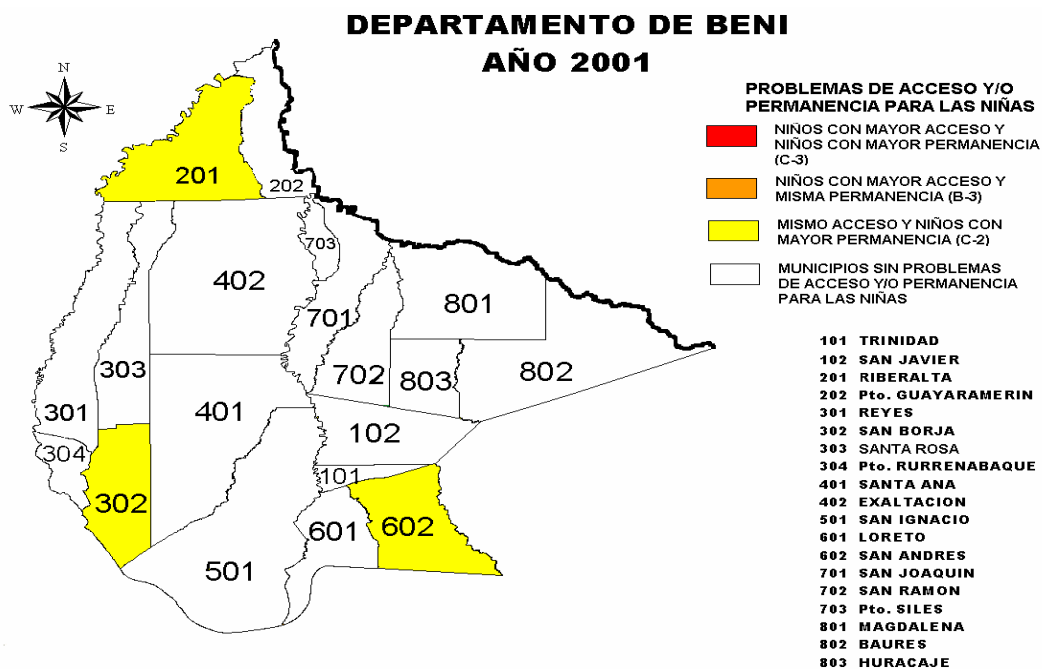 DEPARTAMENTO DE BENI
AÑO 2001
N
W
E
S
PROBLEMAS DE ACCESO Y/O
PERMANENCIA PARA LAS NIÑAS
NIÑOS CON MAYOR ACCESO Y
NIÑOS CON MAYOR PERMANENCIA
(C-3)
NIÑOS CON MAYOR ACCESO Y
MISMA PERMANENCIA (B-3)
MISMO ACCESO Y NIÑOS CON
MAYOR PERMANENCIA (C-2)
MUNICIPIOS SIN PROBLEMAS
DE ACCESO Y/O PERMANENCIA
PARA LAS NIÑAS
201
202
703
402
801
701
303
702
803
802
301
401
102
304
101
302
601
602
501
101 TRINIDAD
102 SAN JAVIER
201 RIBERALTA
202 Pto. GUAYARAMERIN
301 REYES
302 SAN BORJA
303 SANTA ROSA
304 Pto. RURRENABAQUE
401 SANTA ANA
402 EXALTACION
501 SAN IGNACIO
601 LORETO
602 SAN ANDRES
701 SAN JOAQUIN
702 SAN RAMON
703 Pto. SILES
801 MAGDALENA
802 BAURES
803 HURACAJE